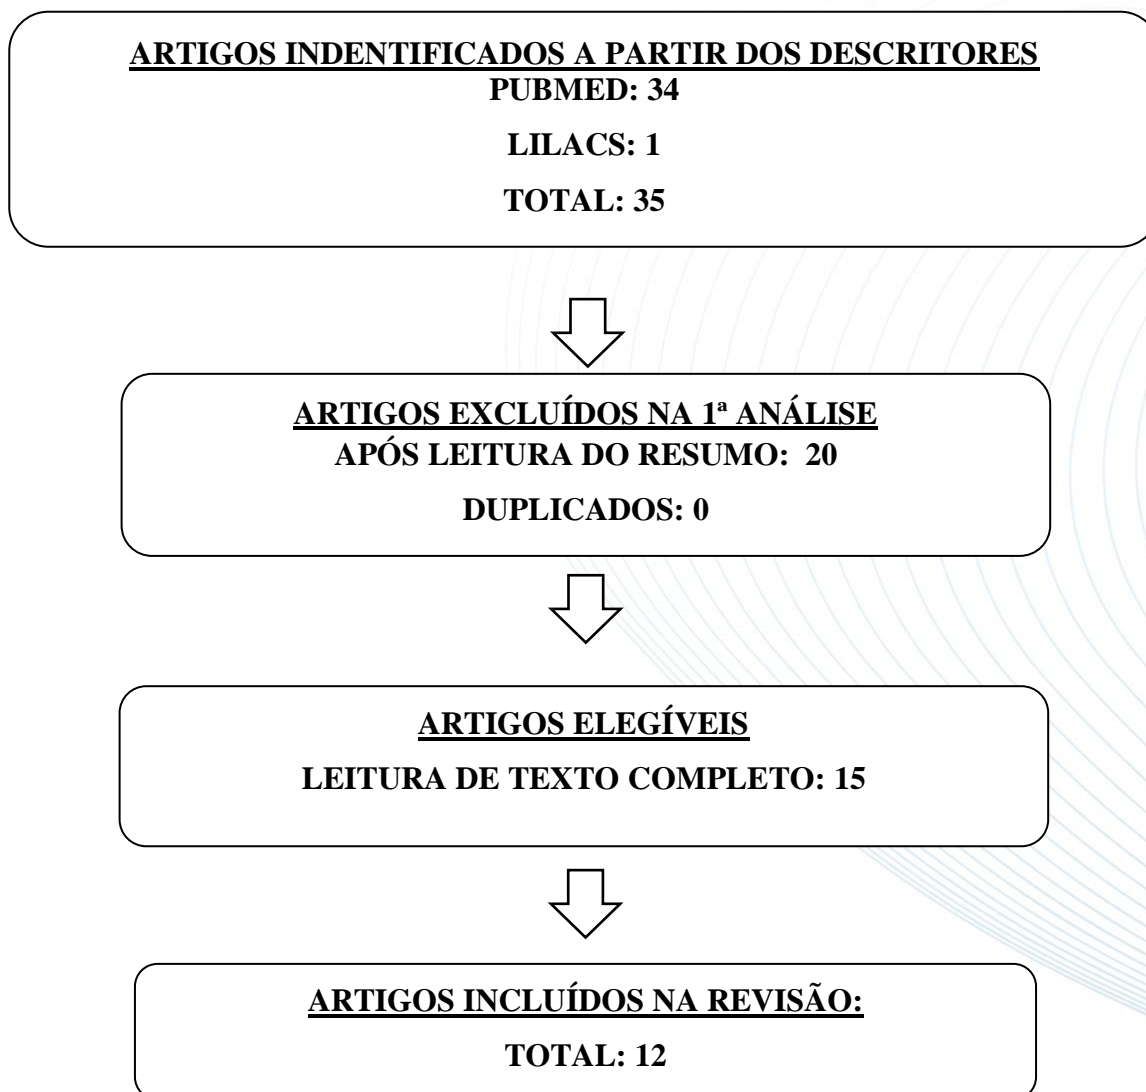 ARTIGOS INDENTIFICADOS A PARTIR DOS DESCRITORES
PUBMED: 34
LILACS: 1
TOTAL: 35
ARTIGOS EXCLUÍDOS NA 1ª ANÁLISE
APÓS LEITURA DO RESUMO: 20
DUPLICADOS: 0
ARTIGOS ELEGÍVEIS
LEITURA DE TEXTO COMPLETO: 15
ARTIGOS INCLUÍDOS NA REVISÃO:
TOTAL: 12